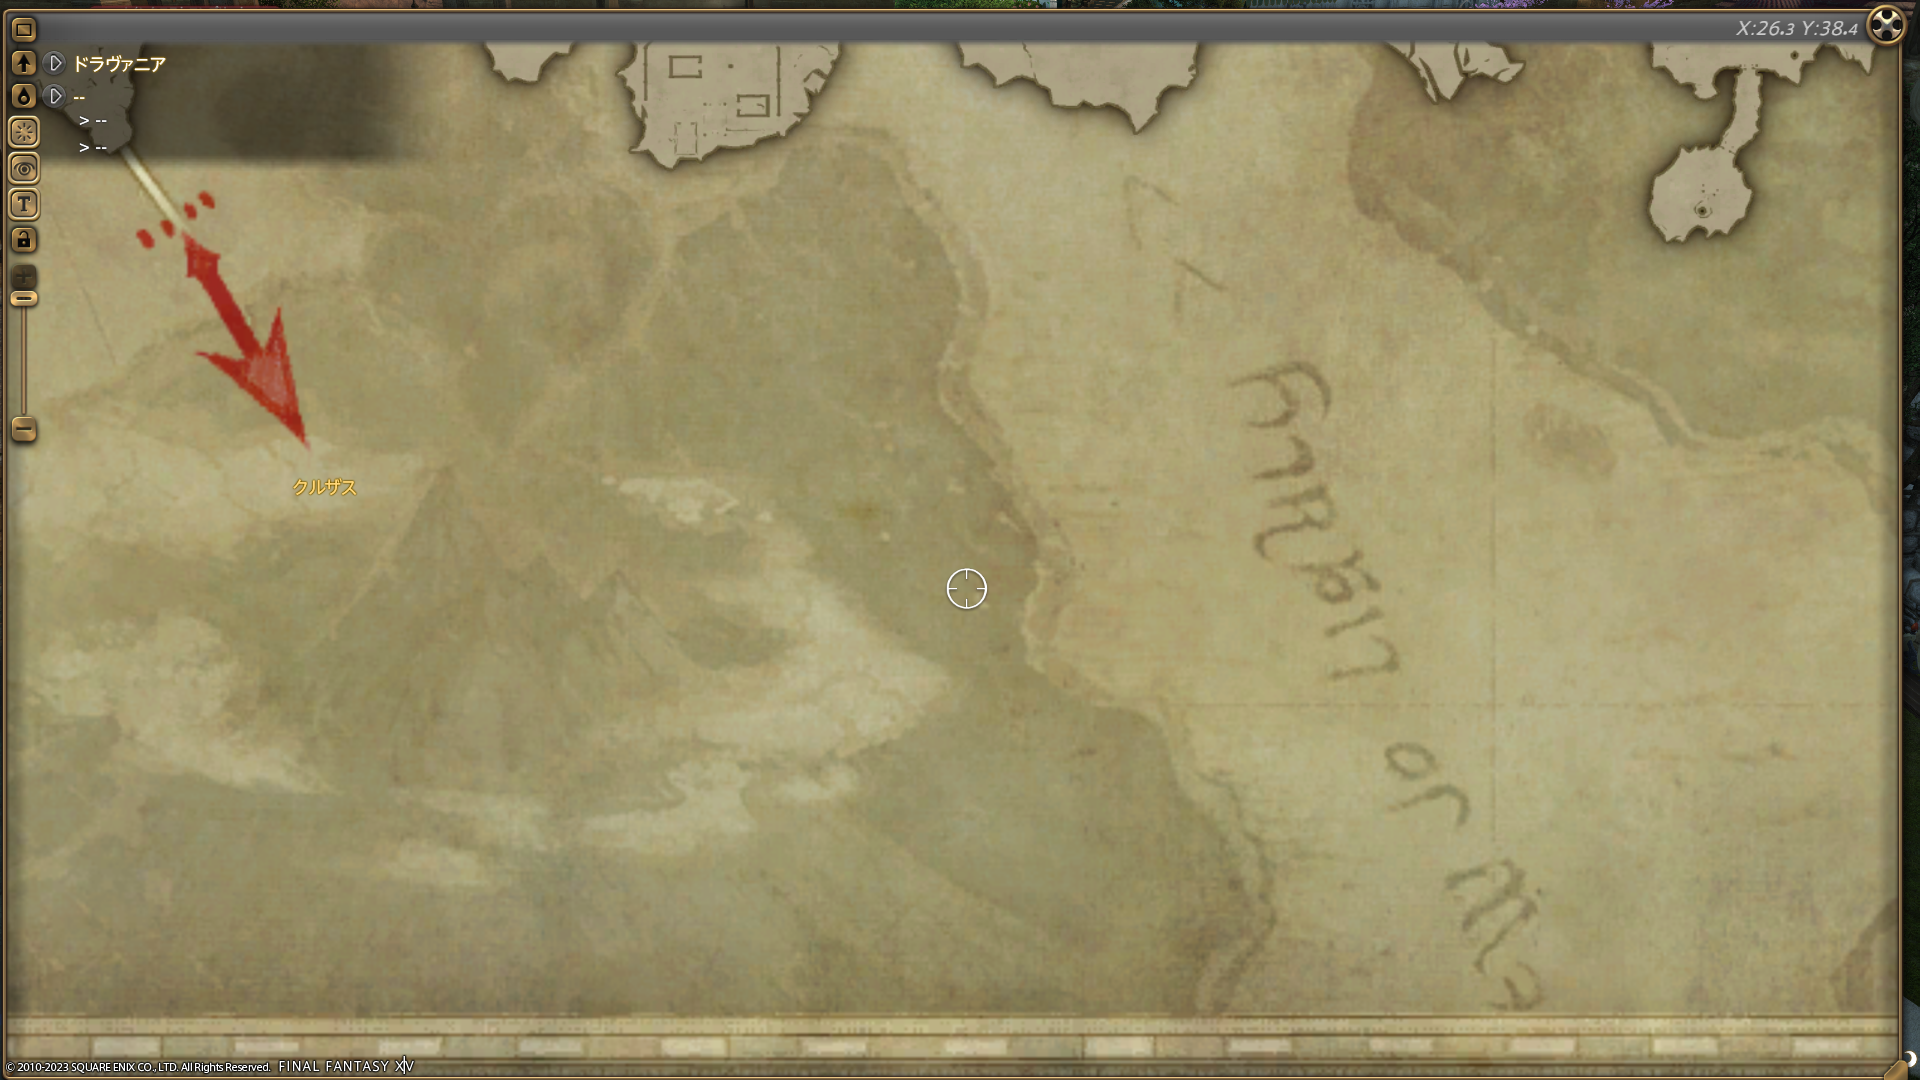 X:26.3 Y:38.4
ドラヴァニア
--
> --
> --
T
クルザス
© 2010-2023 SQUARE ENIX CO., LTD. All Rights Reserved. FINAL FANTASY XIV